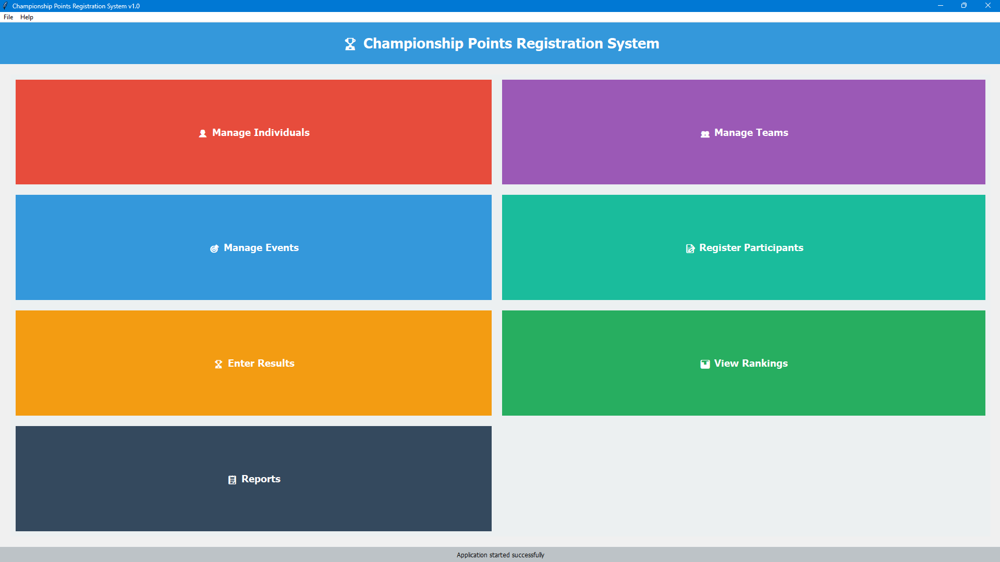 Championship Points Registration System v1.0
File Help
Championship Points Registration System
Manage Individuals
Manage Teams
Manage Events
Register Participants
Enter Results
View Rankings
Reports
Application started successfully